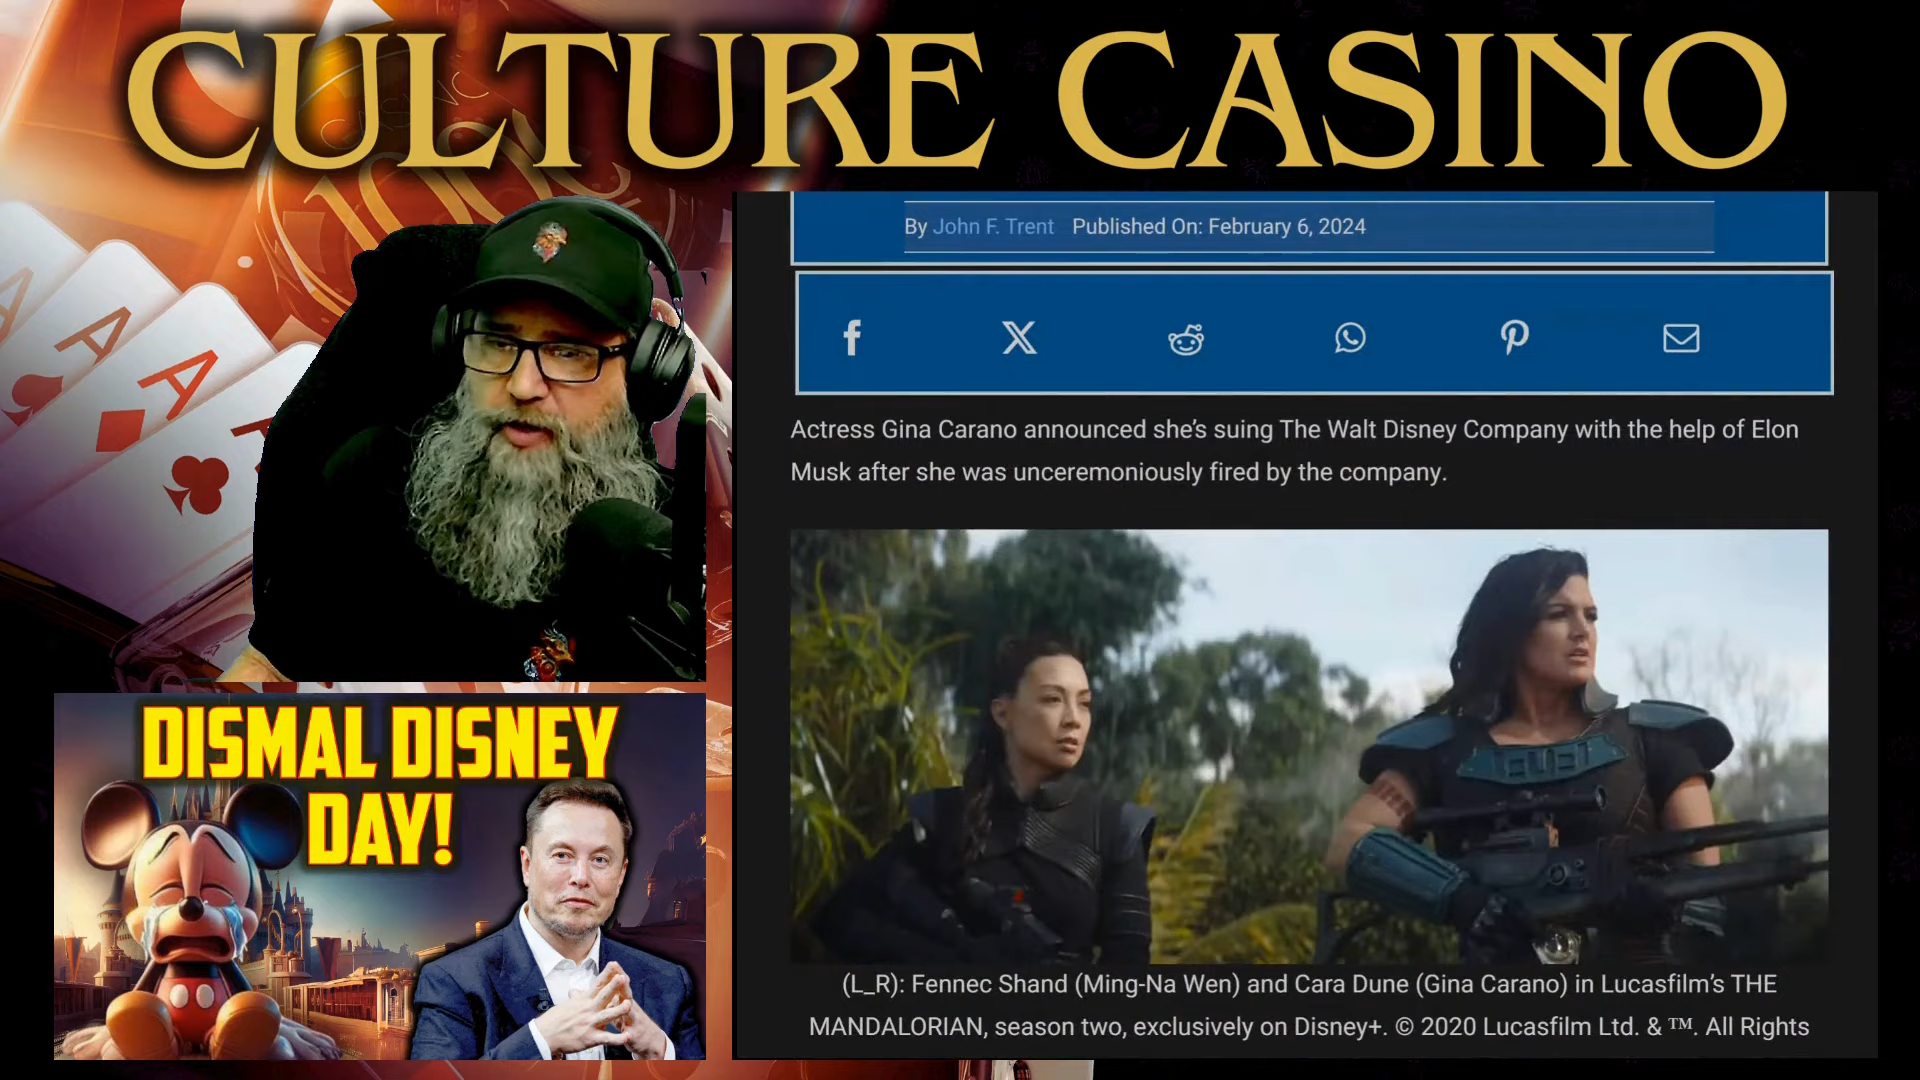 CULTURE CASINO
By John F. Trent Published On: February 6, 2024
Actress Gina Carano announced she's suing The Walt Disney Company with the help of Elon
Musk after she was unceremoniously fired by the company.
DISMAL DISNEY
DAY!
(L_R): Fennec Shand (Ming-Na Wen) and Cara Dune (Gina Carano) in Lucasfilm's THE
MANDALORIAN, season two, exclusively on Disney+. © 2020 Lucasfilm Ltd. & ™. All Rights